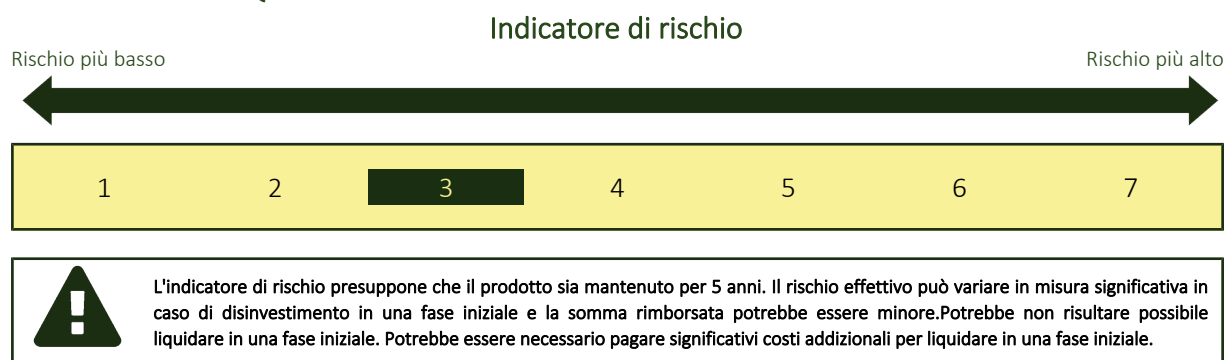 Indicatore di rischio
Rischio più basso
Rischio più alto
1 2 3 4 5 6 7
L'indicatore di rischio presuppone che il prodotto sia mantenuto per 5 anni. Il rischio effettivo può variare in misura significativa in
caso di disinvestimento in una fase iniziale e la somma rimborsata potrebbe essere minore.Potrebbe non risultare possibile
liquidare in una fase iniziale. Potrebbe essere necessario pagare significativi costi addizionali per liquidare in una fase iniziale.